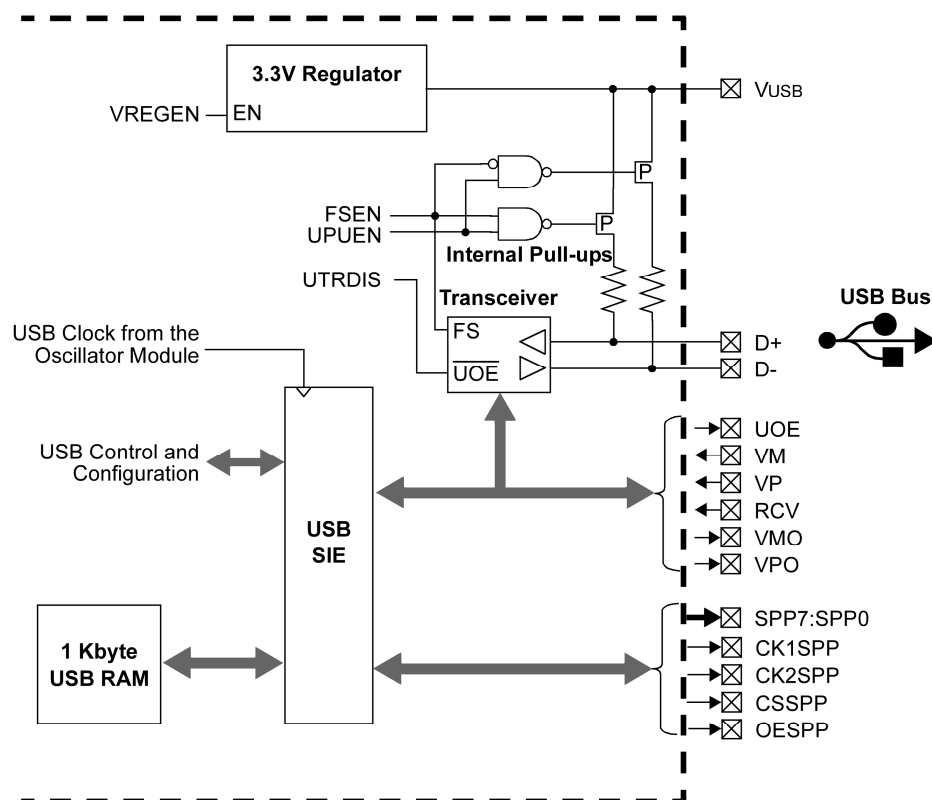 3.3V Regulator
VREGEN
EN
VUSB
P
P
FSEN
UPUEN
Internal Pull-ups
UTRDIS
Transceiver
FS
UOE
USB Bus
D+
D-
USB Clock from the
Oscillator Module
USB Control and
Configuration
USB
SIE
UOE
VM
VP
RCV
VMO
VPO
1 Kbyte
USB RAM
SPP7:SPP0
CK1SPP
CK2SPP
CSSPP
OESPP